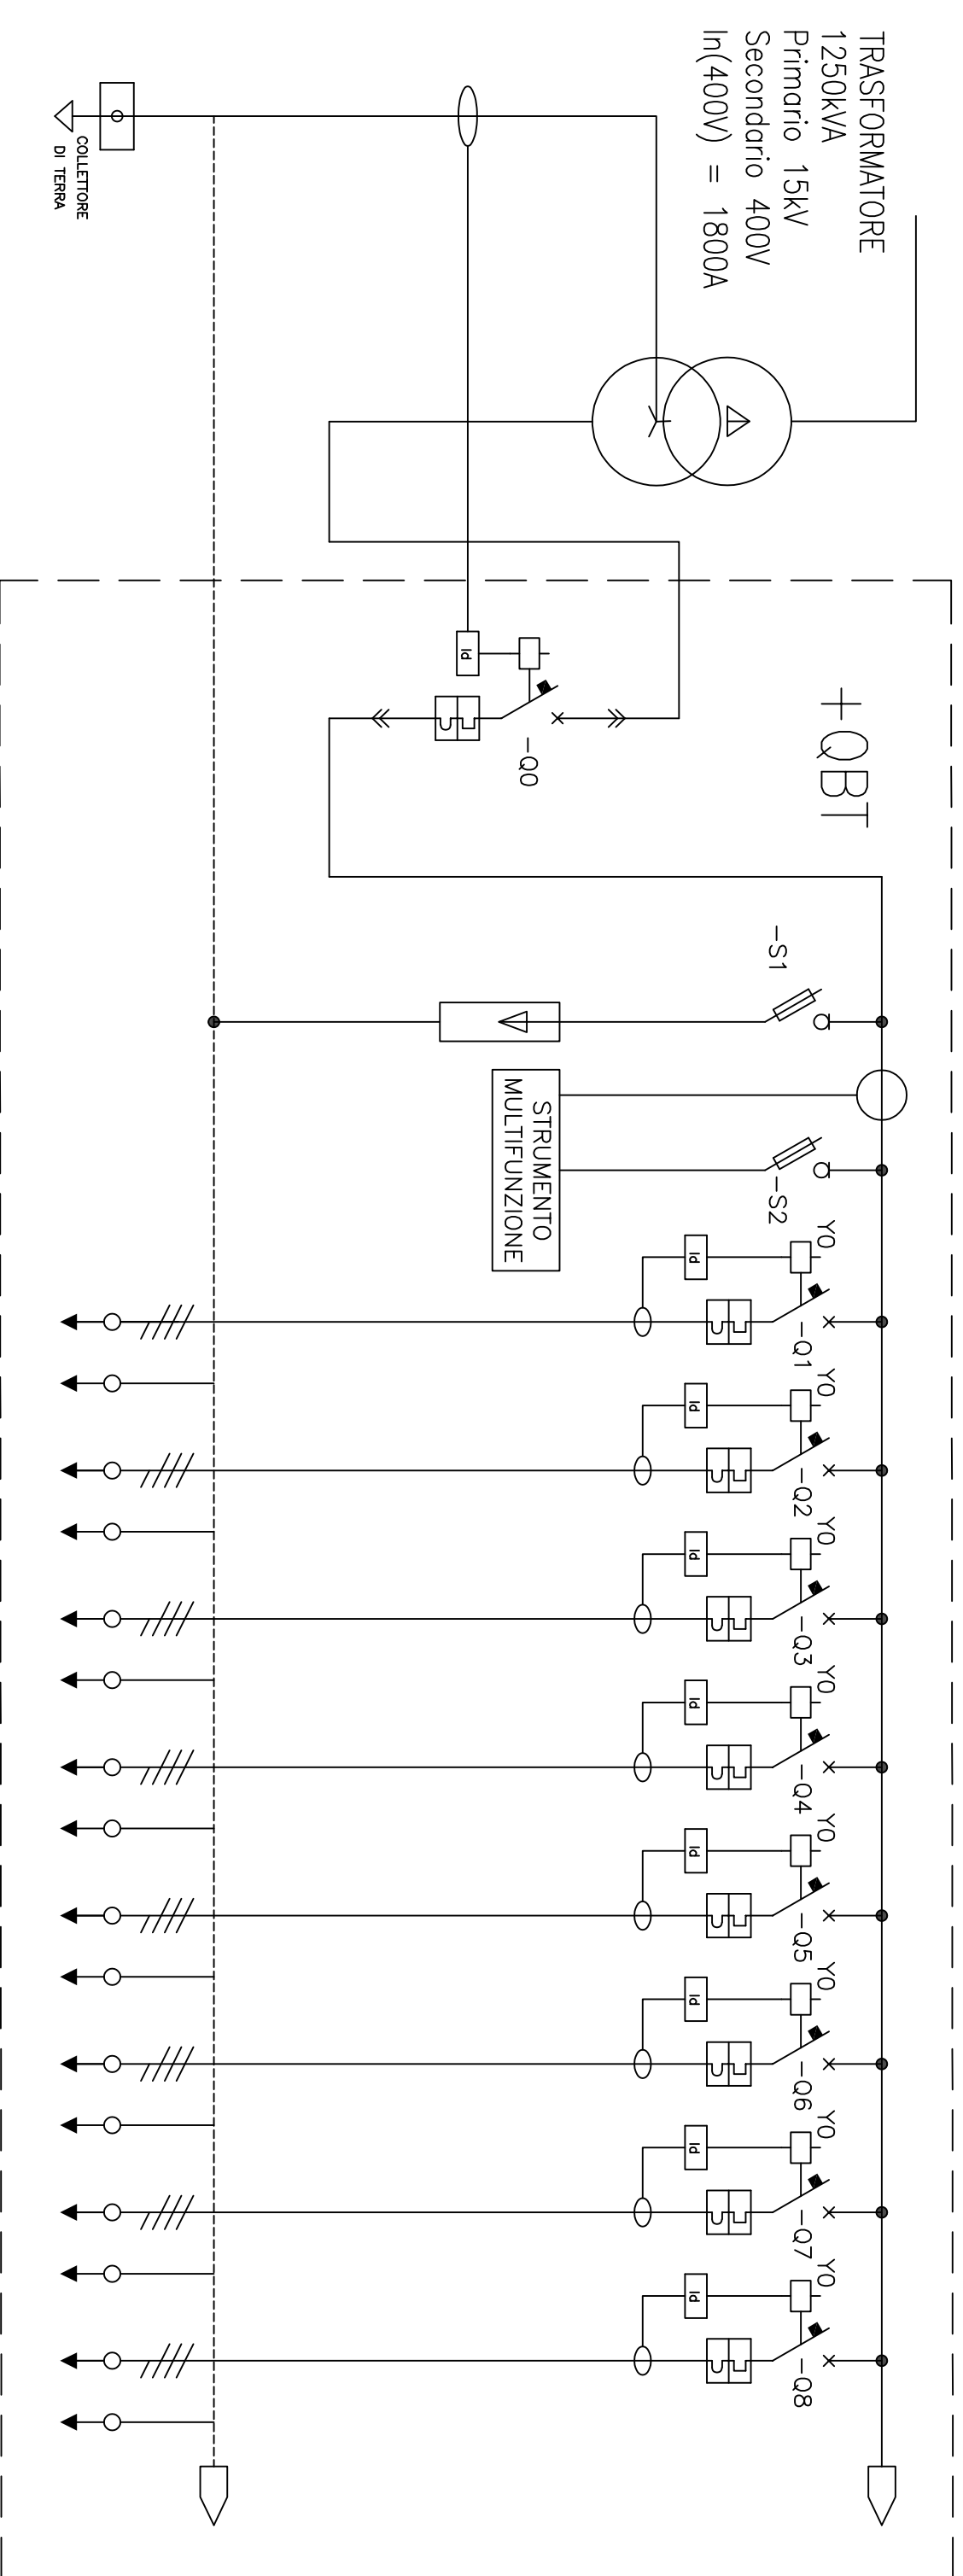 TRASFORMATORE
1250kVA
Primario 15kV
Secondario 400V
In(400V) = 1800A
COLLETTORE
DI TERRA
+QBT
Id
-Q0
-S1
STRUMENTO
MULTIFUNZIONE
-S2
Y0
Id
-Q1
Y0
Id
-Q2
Y0
Id
-Q3
Y0
Id
-Q4
Y0
Id
-Q5
Y0
Id
-Q6
Y0
Id
-Q7
Y0
Id
-Q8